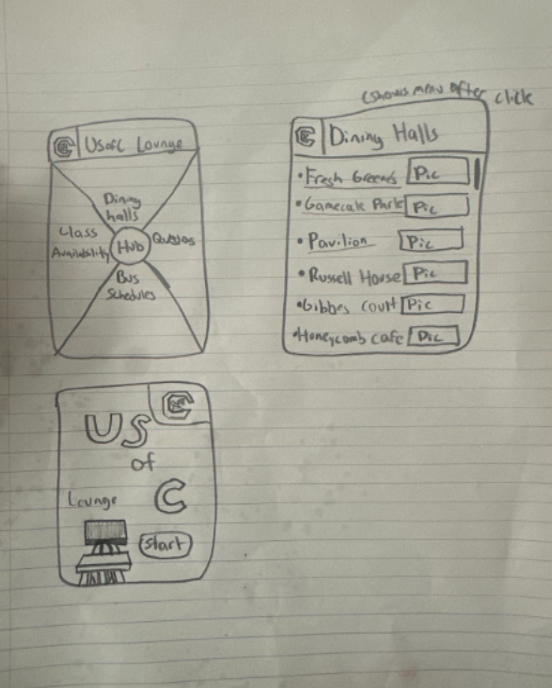 (shows menu after click
USofC Lounge
Dining
halls
Class
Availability
Hub
Bus
Schedules
Dining Halls
• Fresh Greens Pic
• Gamecock Park Pic
• Pavilion Pic
• Russell House Pic
• Gibbes Court Pic
• Honeycomb cafe Pic
US
of
C
Lounge
Start